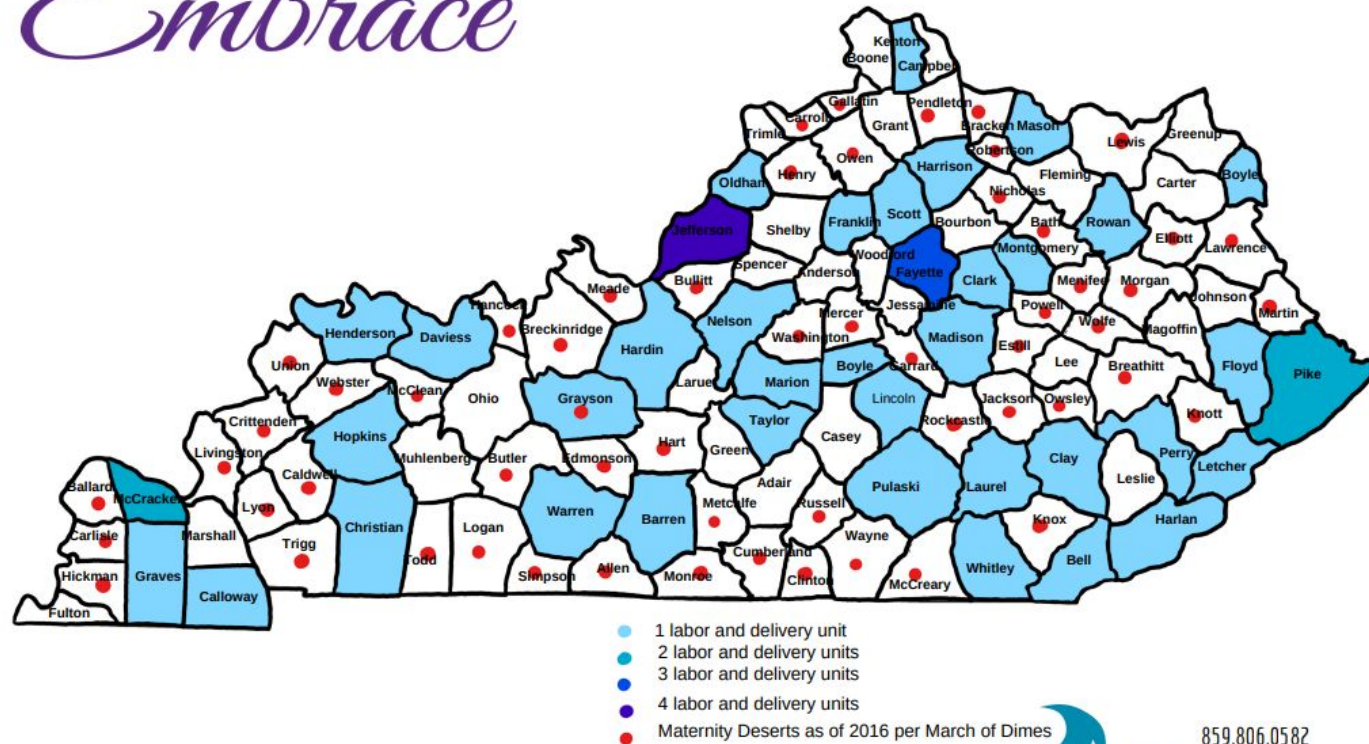 Embrace
Kenton
Boone
Campbel
Gallatin
Pendleton
Carroll
Grant
Bracken
Mason
Trimle
Lewis
Greenup
Robertson
Owen
Henry
Harrison
Oldham
Fleming
Carter
Boyle
Nicholas
Scott
Franklin
Bourbon
Bath
Rowan
Jefferson
Shelby
Elliott
Lawrence
Montgomery
Woodford
Spencer
Anderson
Fayette
Clark
Bullitt
Menifee
Morgan
Meade
Johnson
Jessamine
Powell
Martin
Hancock
Mercer
Nelson
Wolfe
Breckinridge
Magoffin
Henderson
Daviess
Washington
Madison
Estill
Hardin
Lee
Union
Garrard
Breathitt
Floyd
Boyle
Pike
Webster
Larue
Marion
McClean
Ohio
Grayson
Lincoln
Jackson
Owsley
Knott
Crittenden
Rockcastle
Taylor
Hopkins
Casey
Hart
Livingston
Green
Muhlenberg
Butler
Edmonson
Clay
Perry
Letcher
Caldwell
Leslie
Adair
Ballard
Pulaski
Laurel
McCracken
Metcalfe
Russell
Lyon
Warren
Barren
Christian
Logan
Knox
Harlan
Carlisle
Marshall
Wayne
Trigg
Cumberland
Todd
Bell
Whitley
Hickman
Graves
Simpson
Allen
Monroe
Clinton
McCreary
Calloway
Fulton
1 labor and delivery unit
2 labor and delivery units
3 labor and delivery units
4 labor and delivery units
Maternity Deserts as of 2016 per March of Dimes
859.806.0582